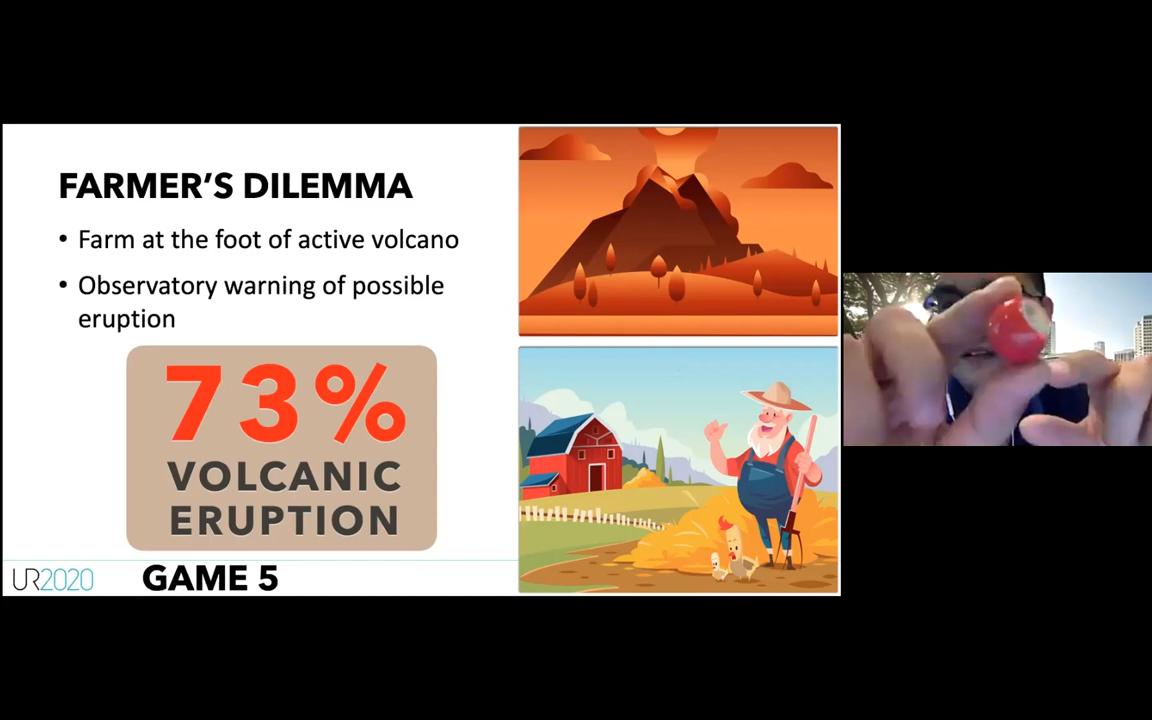 FARMER'S DILEMMA
• Farm at the foot of active volcano
• Observatory warning of possible
eruption
73%
VOLCANIC
ERUPTION
UR2020
GAME 5